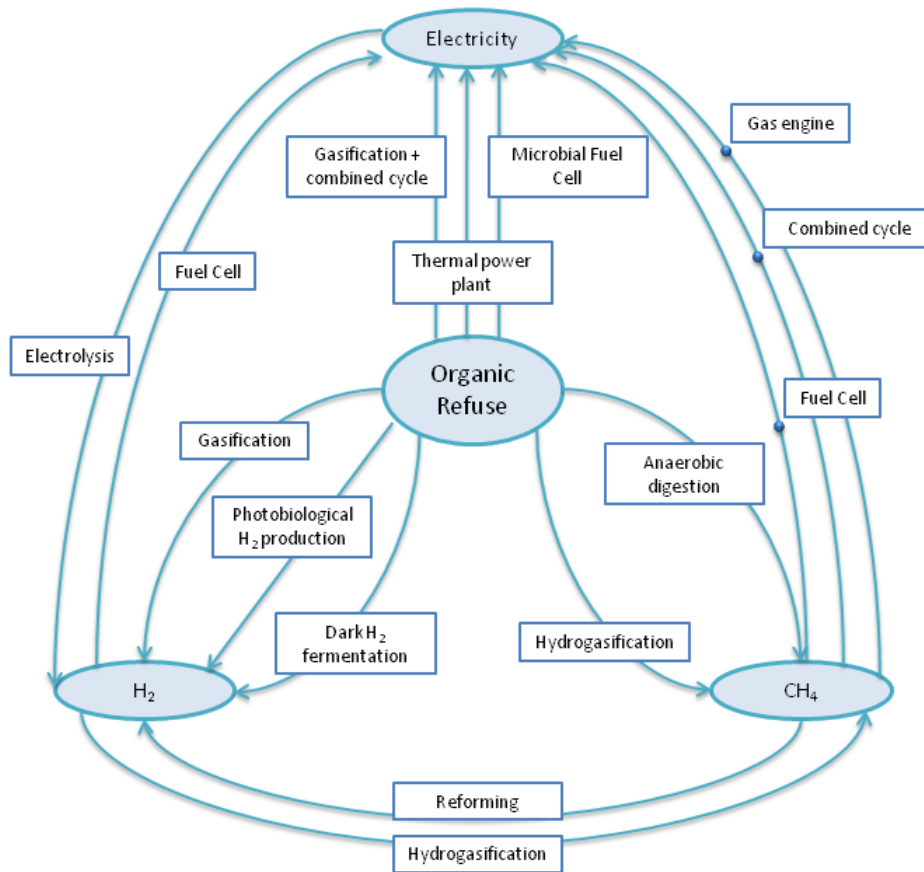 Electricity
Gas engine
Gasification +
combined cycle
Microbial Fuel
Cell
Combined cycle
Fuel Cell
Thermal power
plant
Electrolysis
Organic
Refuse
Fuel Cell
Gasification
Anaerobic
digestion
Photobiological
H₂ production
Dark H₂
fermentation
Hydrogasification
H₂
CH₄
Reforming
Hydrogasification